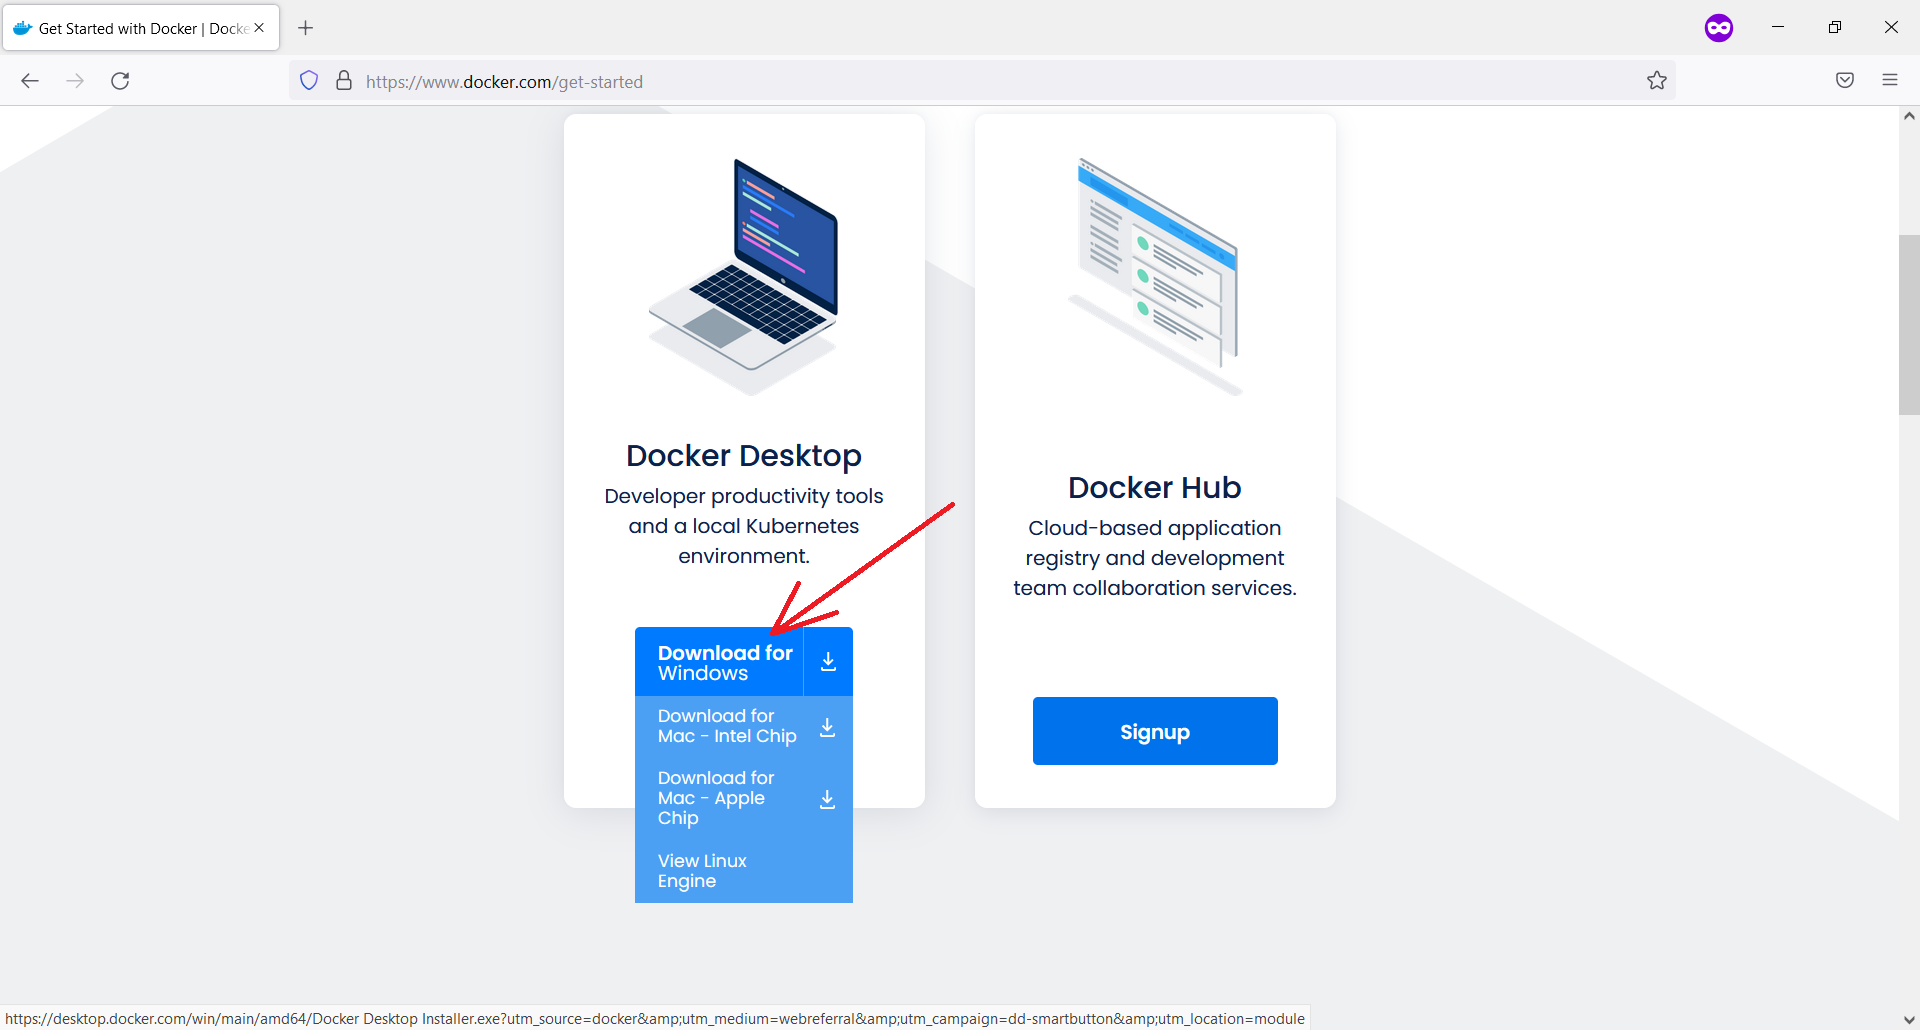 Get Started with Docker | Docke
https://www.docker.com/get-started
Docker Desktop
Developer productivity tools
and a local Kubernetes
environment.
Download for
Windows
Download for
Mac - Intel Chip
Download for
Mac - Apple
Chip
View Linux
Engine
Docker Hub
Cloud-based application
registry and development
team collaboration services.
Signup
https://desktop.docker.com/win/main/amd64/Docker Desktop Installer.exe?utm_source=docker&amp;utm_medium=webreferral&amp;utm_campaign=dd-smartbutton&amp;utm_location=module